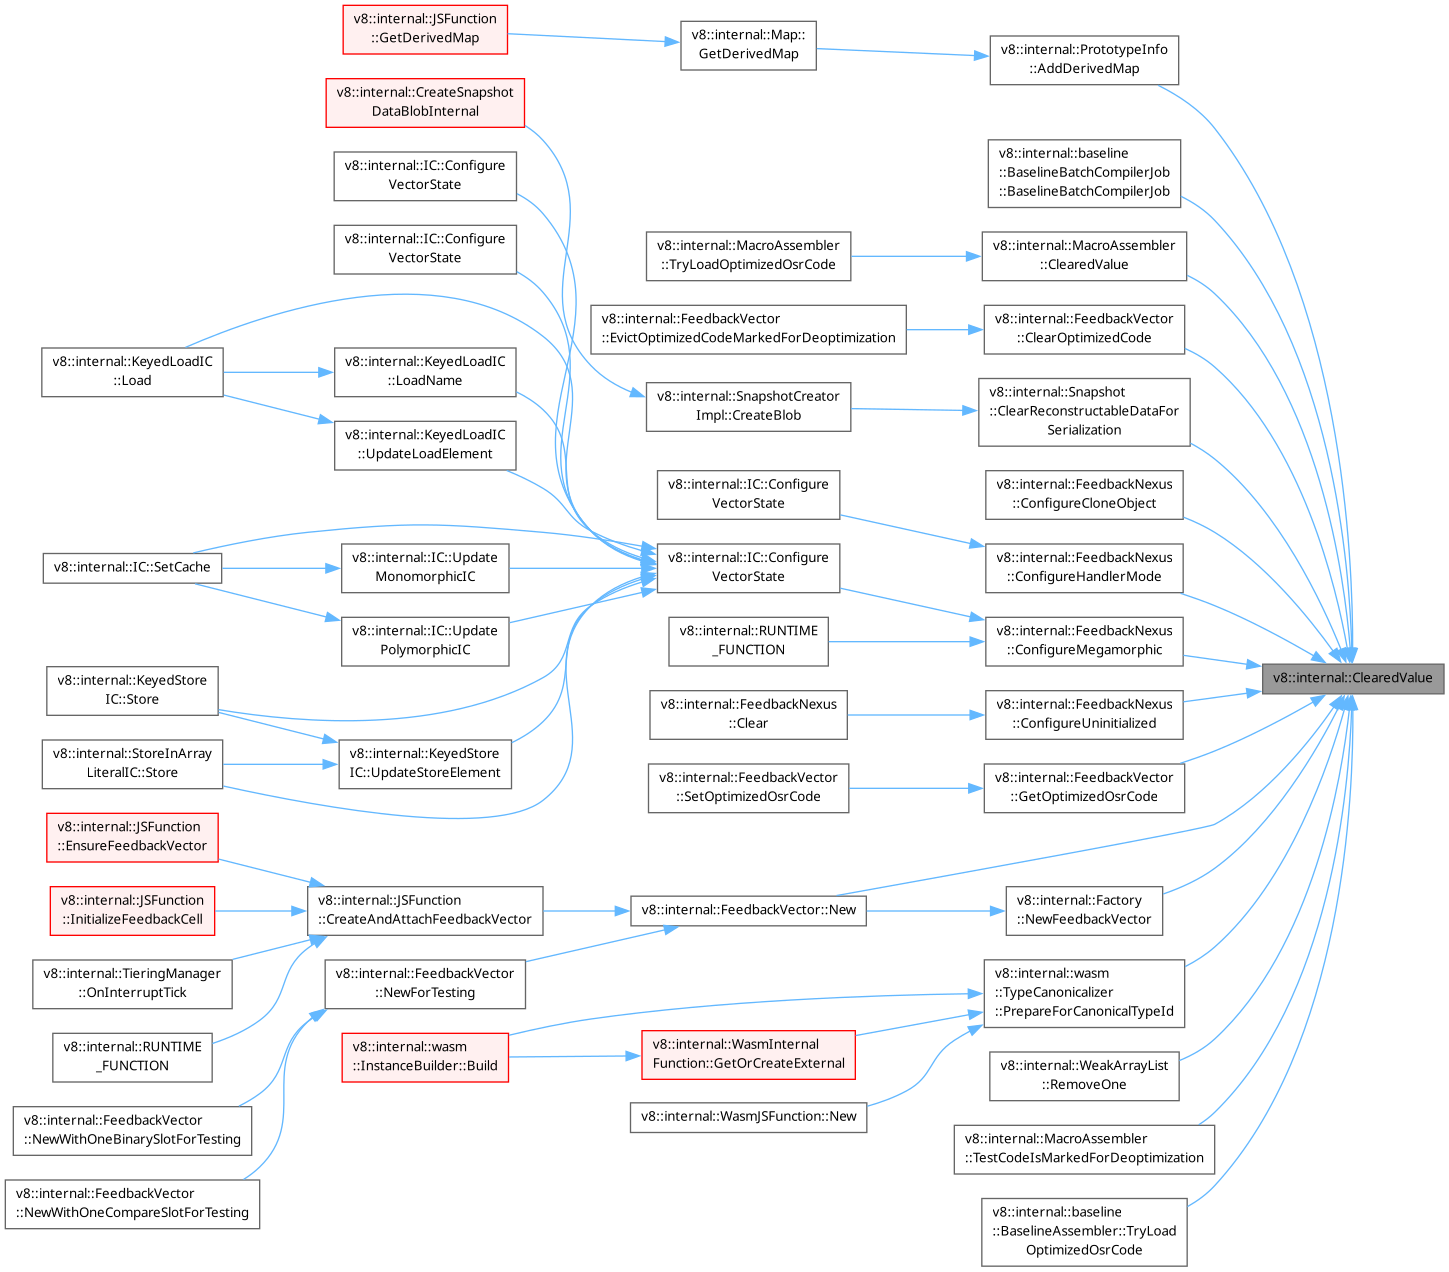 v8::internal::JSFunction
::GetDerivedMap
v8::internal::Map::
GetDerivedMap
v8::internal::PrototypeInfo
::AddDerivedMap
v8::internal::CreateSnapshot
DataBlobInternal
v8::internal::IC::Configure
VectorState
v8::internal::baseline
::BaselineBatchCompilerJob
::BaselineBatchCompilerJob
v8::internal::IC::Configure
VectorState
v8::internal::MacroAssembler
::TryLoadOptimizedOsrCode
v8::internal::MacroAssembler
::ClearedValue
v8::internal::FeedbackVector
::EvictOptimizedCodeMarkedForDeoptimization
v8::internal::FeedbackVector
::ClearOptimizedCode
v8::internal::KeyedLoadIC
::Load
v8::internal::KeyedLoadIC
::LoadName
v8::internal::SnapshotCreator
Impl::CreateBlob
v8::internal::Snapshot
::ClearReconstructableDataFor
Serialization
v8::internal::KeyedLoadIC
::UpdateLoadElement
v8::internal::IC::Configure
VectorState
v8::internal::FeedbackNexus
::ConfigureCloneObject
v8::internal::IC::SetCache
v8::internal::IC::Update
MonomorphicIC
v8::internal::IC::Configure
VectorState
v8::internal::FeedbackNexus
::ConfigureHandlerMode
v8::internal::IC::Update
PolymorphicIC
v8::internal::RUNTIME
_FUNCTION
v8::internal::FeedbackNexus
::ConfigureMegamorphic
v8::internal::ClearedValue
v8::internal::KeyedStore
IC::Store
v8::internal::FeedbackNexus
::Clear
v8::internal::FeedbackNexus
::ConfigureUninitialized
v8::internal::StoreInArray
LiteralIC::Store
v8::internal::KeyedStore
IC::UpdateStoreElement
v8::internal::FeedbackVector
::SetOptimizedOsrCode
v8::internal::FeedbackVector
::GetOptimizedOsrCode
v8::internal::JSFunction
::EnsureFeedbackVector
v8::internal::JSFunction
::InitializeFeedbackCell
v8::internal::JSFunction
::CreateAndAttachFeedbackVector
v8::internal::FeedbackVector::New
v8::internal::Factory
::NewFeedbackVector
v8::internal::TieringManager
::OnInterruptTick
v8::internal::FeedbackVector
::NewForTesting
v8::internal::wasm
::TypeCanonicalizer
::PrepareForCanonicalTypeId
v8::internal::RUNTIME
_FUNCTION
v8::internal::wasm
::InstanceBuilder::Build
v8::internal::WasmInternal
Function::GetOrCreateExternal
v8::internal::WeakArrayList
::RemoveOne
v8::internal::FeedbackVector
::NewWithOneBinarySlotForTesting
v8::internal::WasmJSFunction::New
v8::internal::MacroAssembler
::TestCodeIsMarkedForDeoptimization
v8::internal::FeedbackVector
::NewWithOneCompareSlotForTesting
v8::internal::baseline
::BaselineAssembler::TryLoad
OptimizedOsrCode